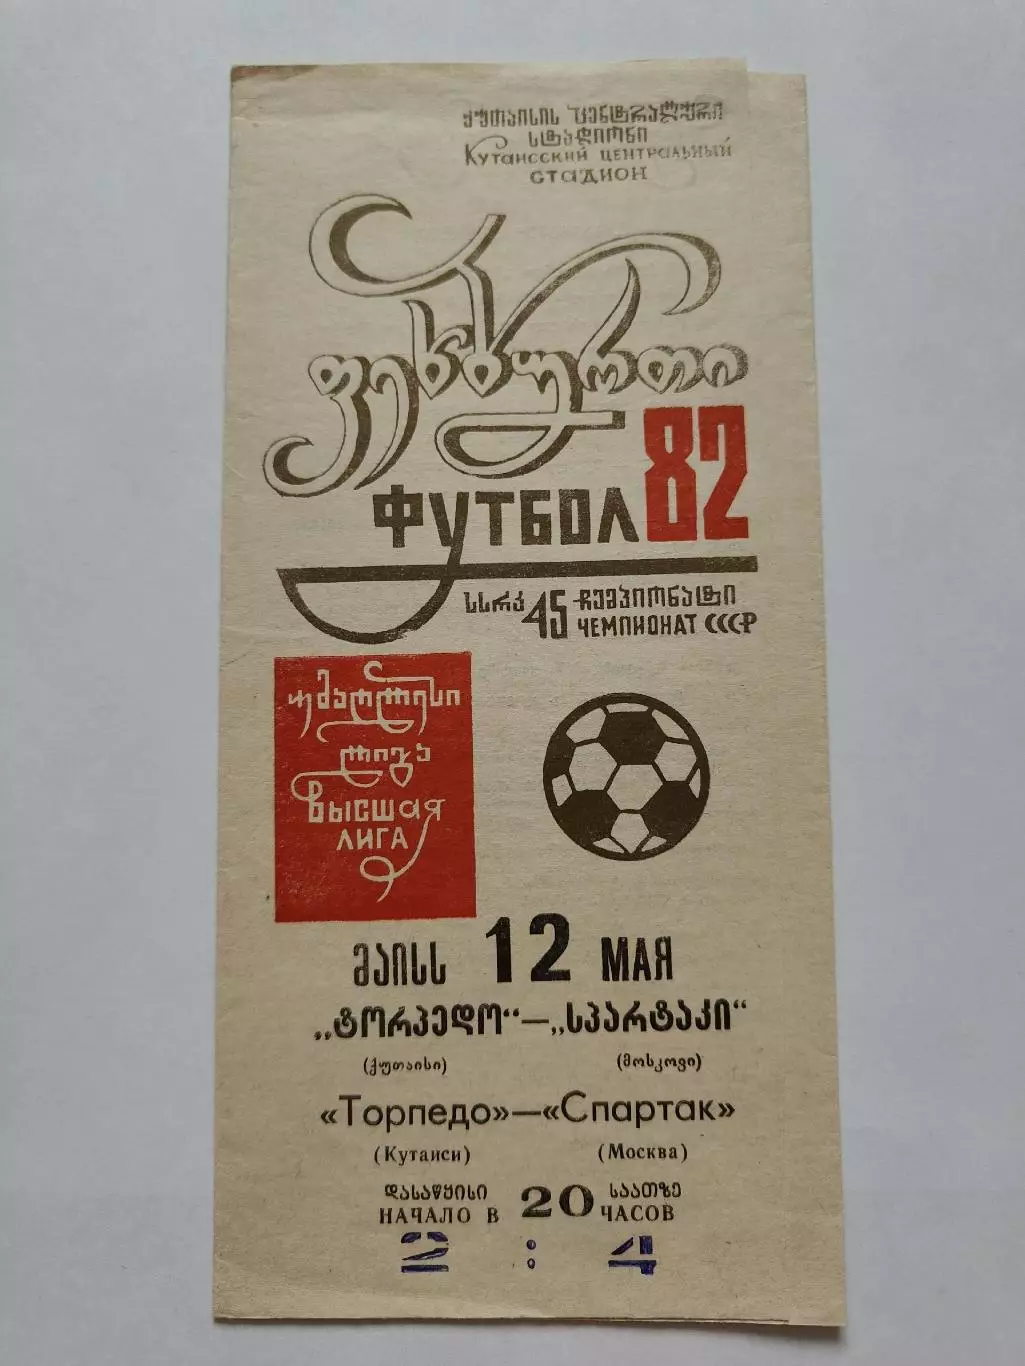 ქუთაისის ცენტრალური
სტადიონი
Кутаисский центральный
стадион
ფეხბურთი
ФУТБОЛ 82
სსრკ 45 ჩემპიონატი
ЧЕМПИОНАТ СССР
უმაღლესი
ლიგა
Высшая
лига
მაისს 12 МАЯ
„ტორპედო“—„სპარტაკი“
(ქუთაისი) (მოსკოვი)
«Торпедо»—«Спартак»
(Кутаиси) (Москва)
დასაწყისი 20 საათზე
НАЧАЛО В ЧАСОВ
2 : 4